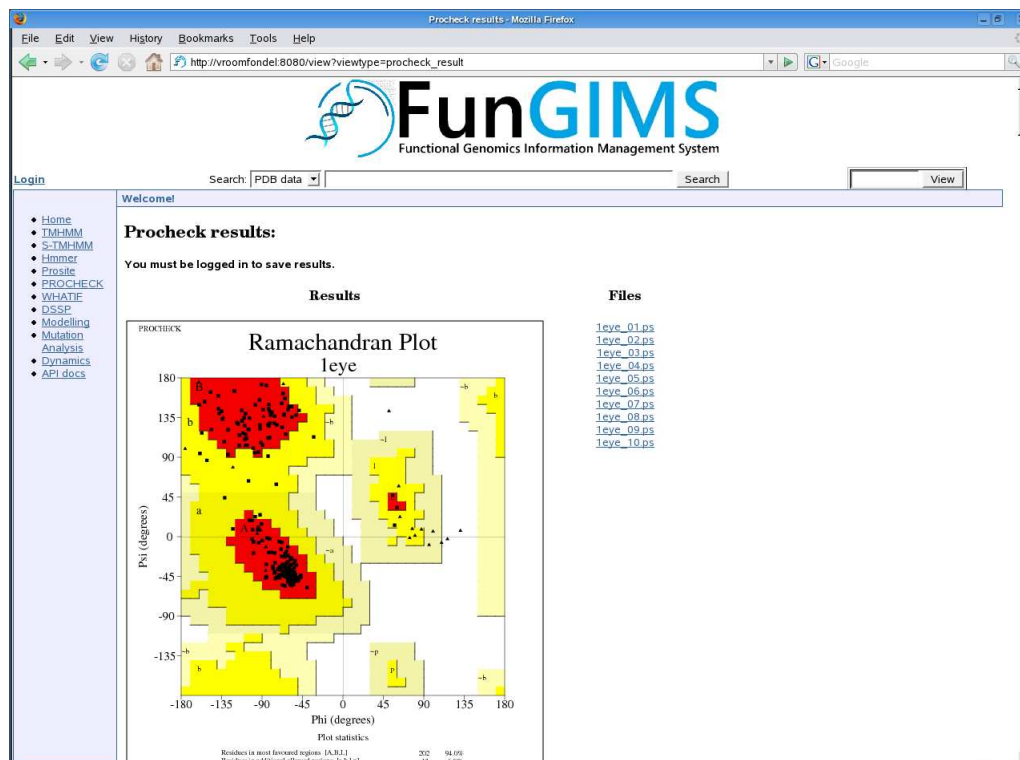 Procheck results - Mozilla Firefox
File Edit View History Bookmarks Tools Help
http://vroomfondel:8080/view?viewtype=procheck_result
G Google
FunGIMS
Functional Genomics Information Management System
Login
Search: PDB data Search View
Welcome!
Home
TMHMM
S-TMHMM
Hmmer
Prosite
PROCHECK
WHATIF
DSSP
Modelling
Mutation
Analysis
Dynamics
API docs
Procheck results:
You must be logged in to save results.
Results
Files
1eye_01.ps
1eye_02.ps
1eye_03.ps
1eye_04.ps
1eye_05.ps
1eye_06.ps
1eye_07.ps
1eye_08.ps
1eye_09.ps
1eye_10.ps
PROCHECK
Ramachandran Plot
1eye
Psi (degrees)
180
135
90
45
0
-45
-90
-135
B
b
~b
~b
b
~l
l
a
A
~a
~b
b
~p
p
~b
-180 -135 -90 -45 0 45 90 135 180
Phi (degrees)
Plot statistics
Residues in most favoured regions [A,B,L] 202 94.0%